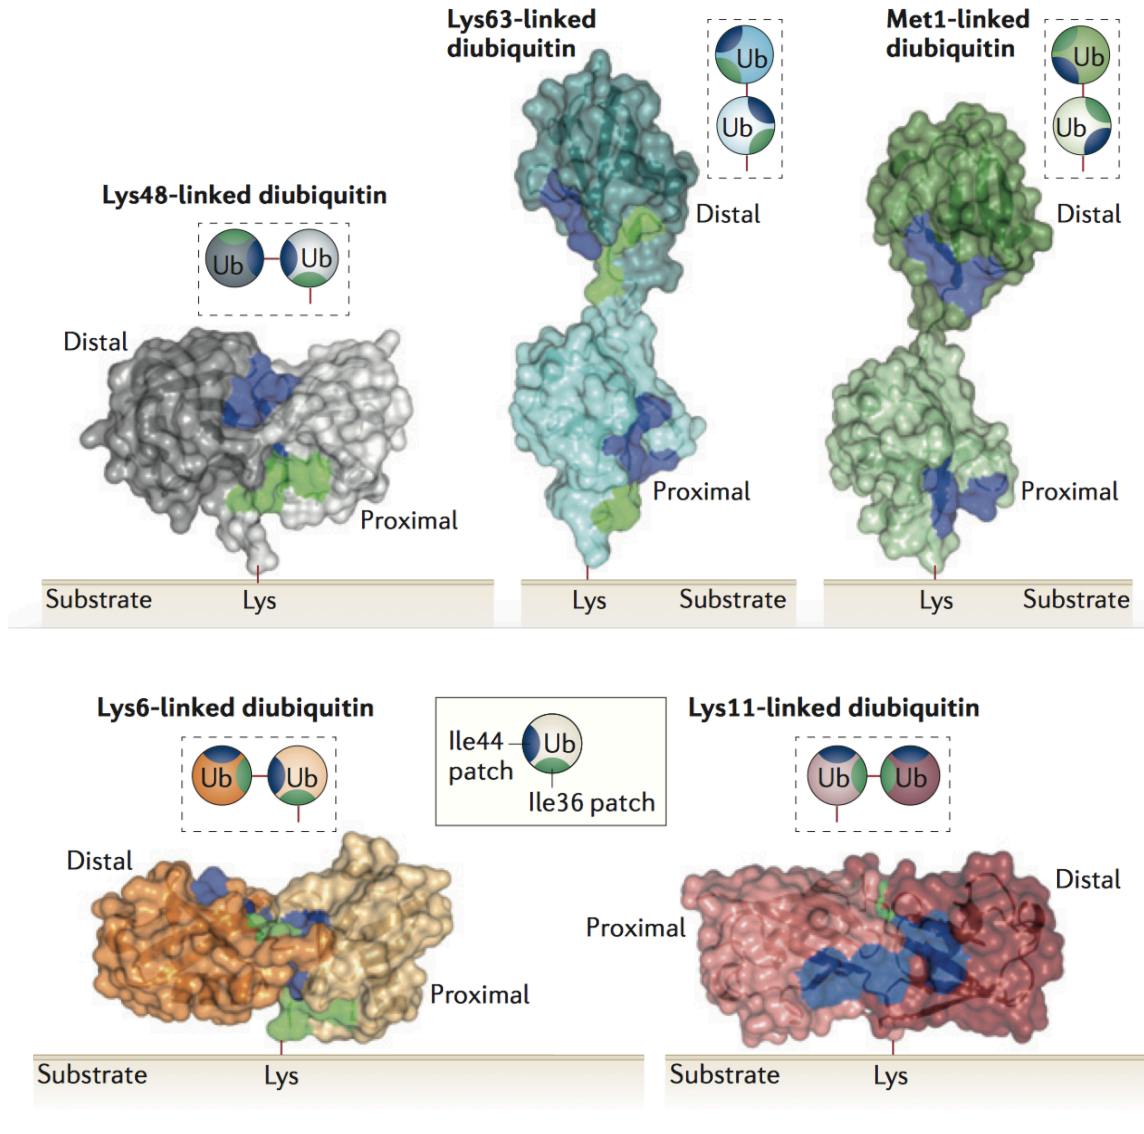 Lys63-linked
diubiquitin
Ub
Ub
Distal
Proximal
Lys
Substrate
Met1-linked
diubiquitin
Ub
Ub
Distal
Proximal
Lys
Substrate
Lys48-linked diubiquitin
Ub
Ub
Distal
Proximal
Substrate
Lys
Lys6-linked diubiquitin
Ub
Ub
Distal
Proximal
Substrate
Lys
Ile44
patch
Ub
Ile36 patch
Lys11-linked diubiquitin
Ub
Ub
Distal
Proximal
Substrate
Lys